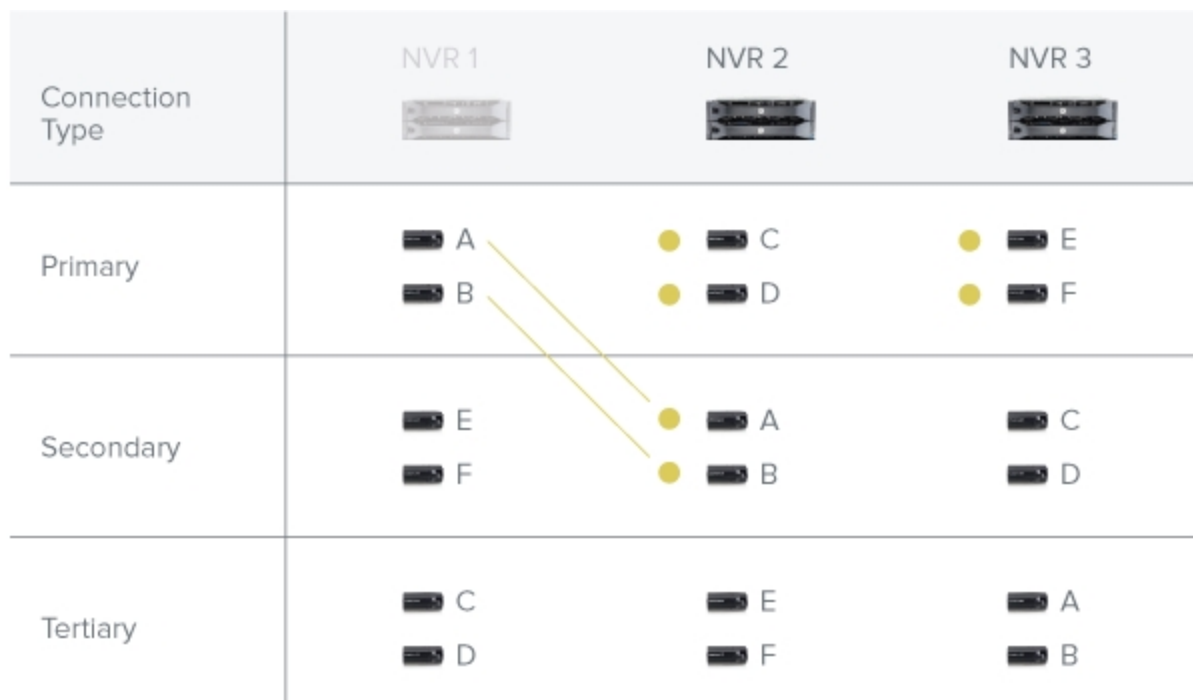 NVR 1 NVR 2 NVR 3
Connection
Type
Primary
A C E
B D F
Secondary
E A C
F B D
Tertiary
C E A
D F B